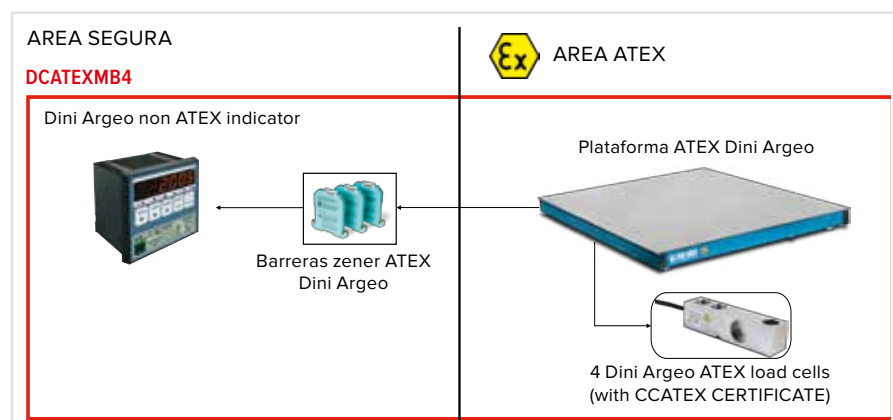 AREA SEGURA
Ex
AREA ATEX
DCATEXMB4
Dini Argeo non ATEX indicator
Plataforma ATEX Dini Argeo
Barreras zener ATEX
Dini Argeo
4 Dini Argeo ATEX load cells
(with CCATEX CERTIFICATE)